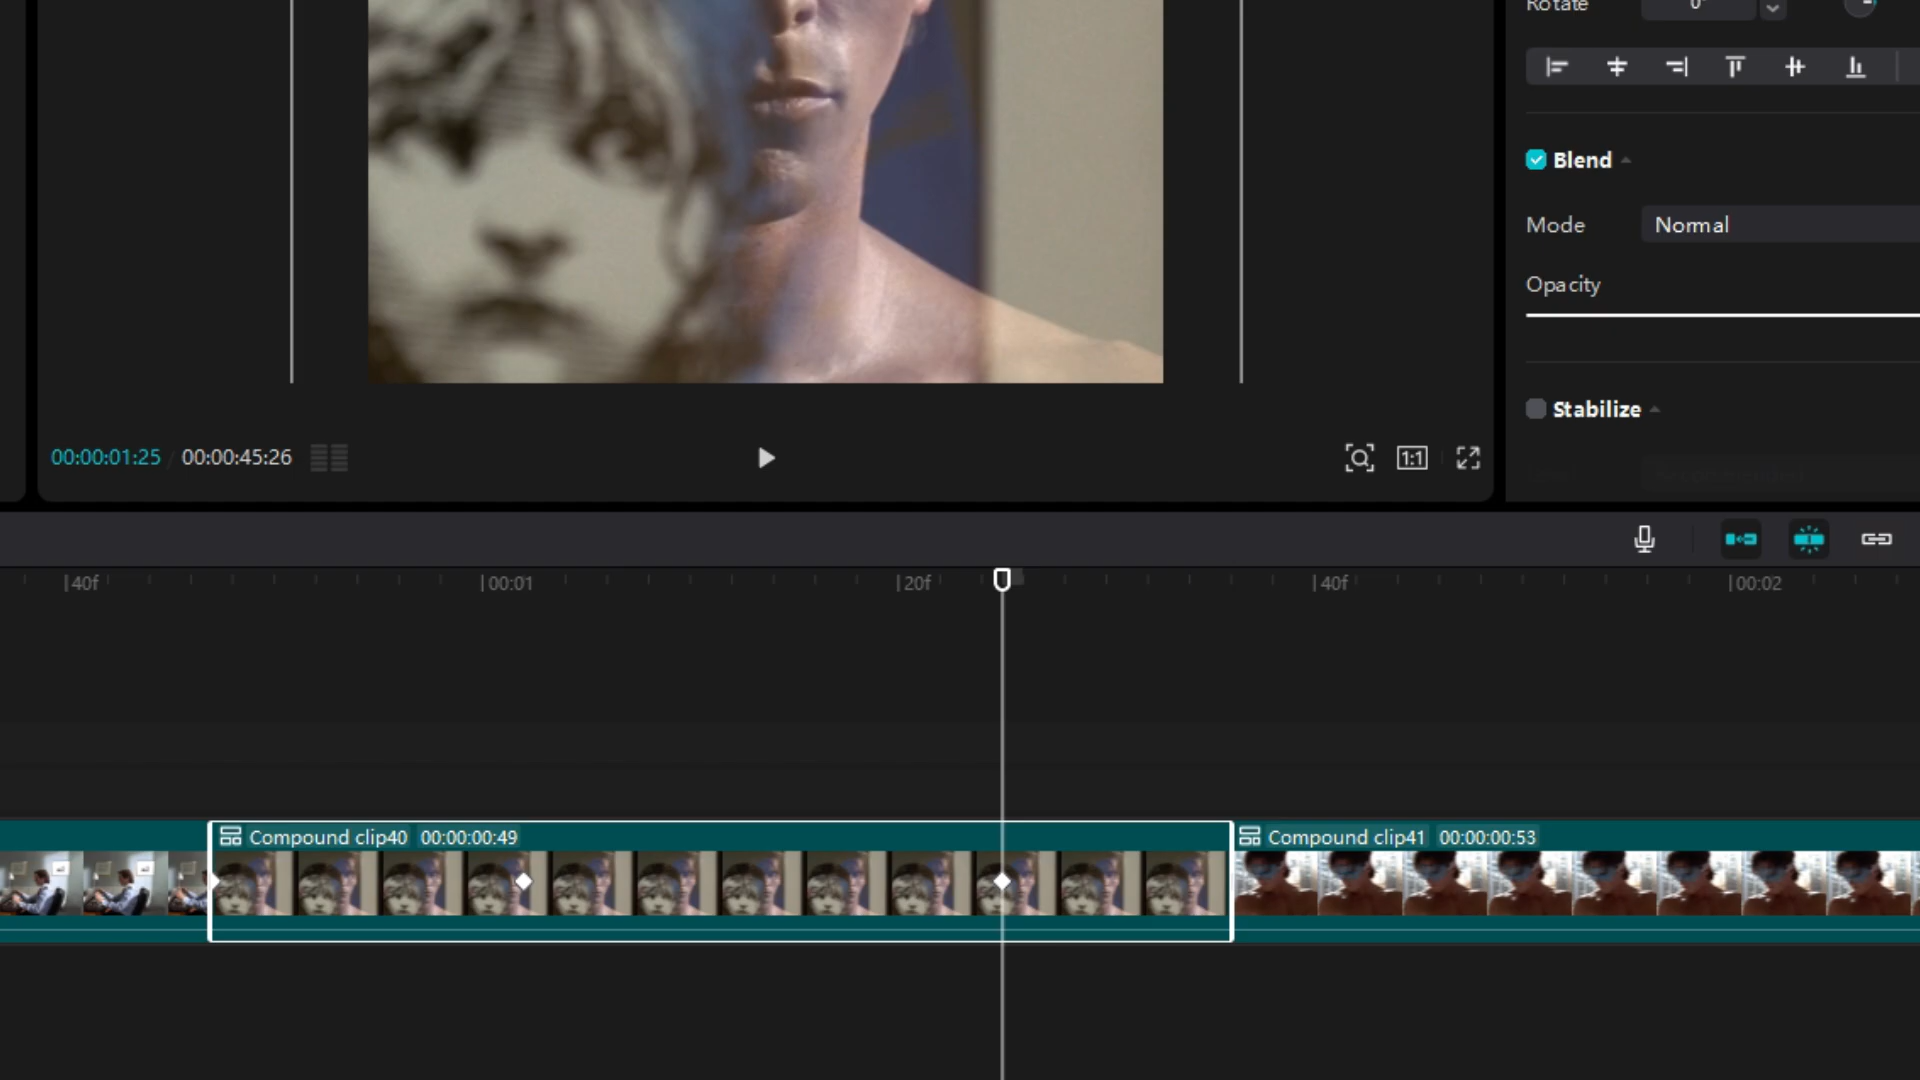 Rotate
0°
Blend
Mode
Normal
Opacity
Stabilize
00:00:01:25 / 00:00:45:26
1:1
40f
00:01
20f
40f
00:02
Compound clip40 00:00:00:49
Compound clip41 00:00:00:53